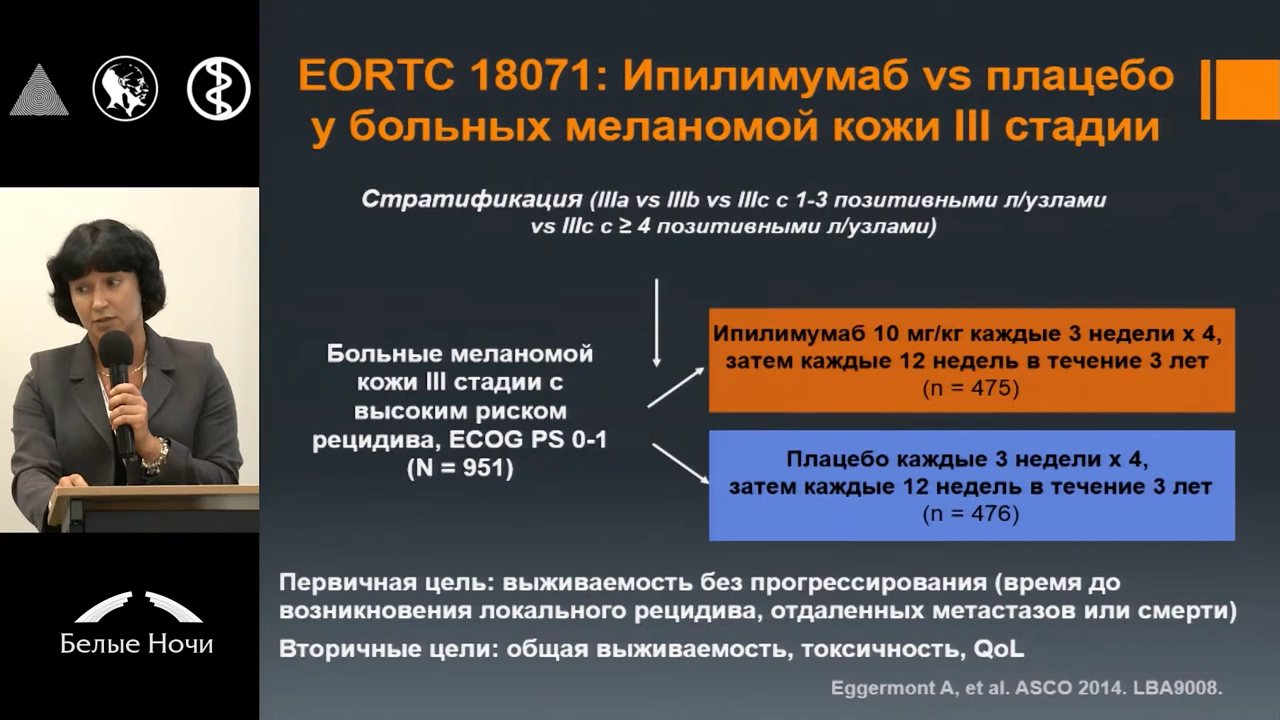 EORTC 18071: Ипилимумаб vs плацебо
у больных меланомой кожи III стадии
Стратификация (IIIa vs IIIb vs IIIc с 1-3 позитивными л/узлами
vs IIIc с ≥ 4 позитивными л/узлами)
Больные меланомой
кожи III стадии с
высоким риском
рецидива, ECOG PS 0-1
(N = 951)
Ипилимумаб 10 мг/кг каждые 3 недели x 4,
затем каждые 12 недель в течение 3 лет
(n = 475)
Плацебо каждые 3 недели x 4,
затем каждые 12 недель в течение 3 лет
(n = 476)
Первичная цель: выживаемость без прогрессирования (время до
возникновения локального рецидива, отдаленных метастазов или смерти)
Вторичные цели: общая выживаемость, токсичность, QoL
Eggermont A, et al. ASCO 2014. LBA9008.
Белые Ночи